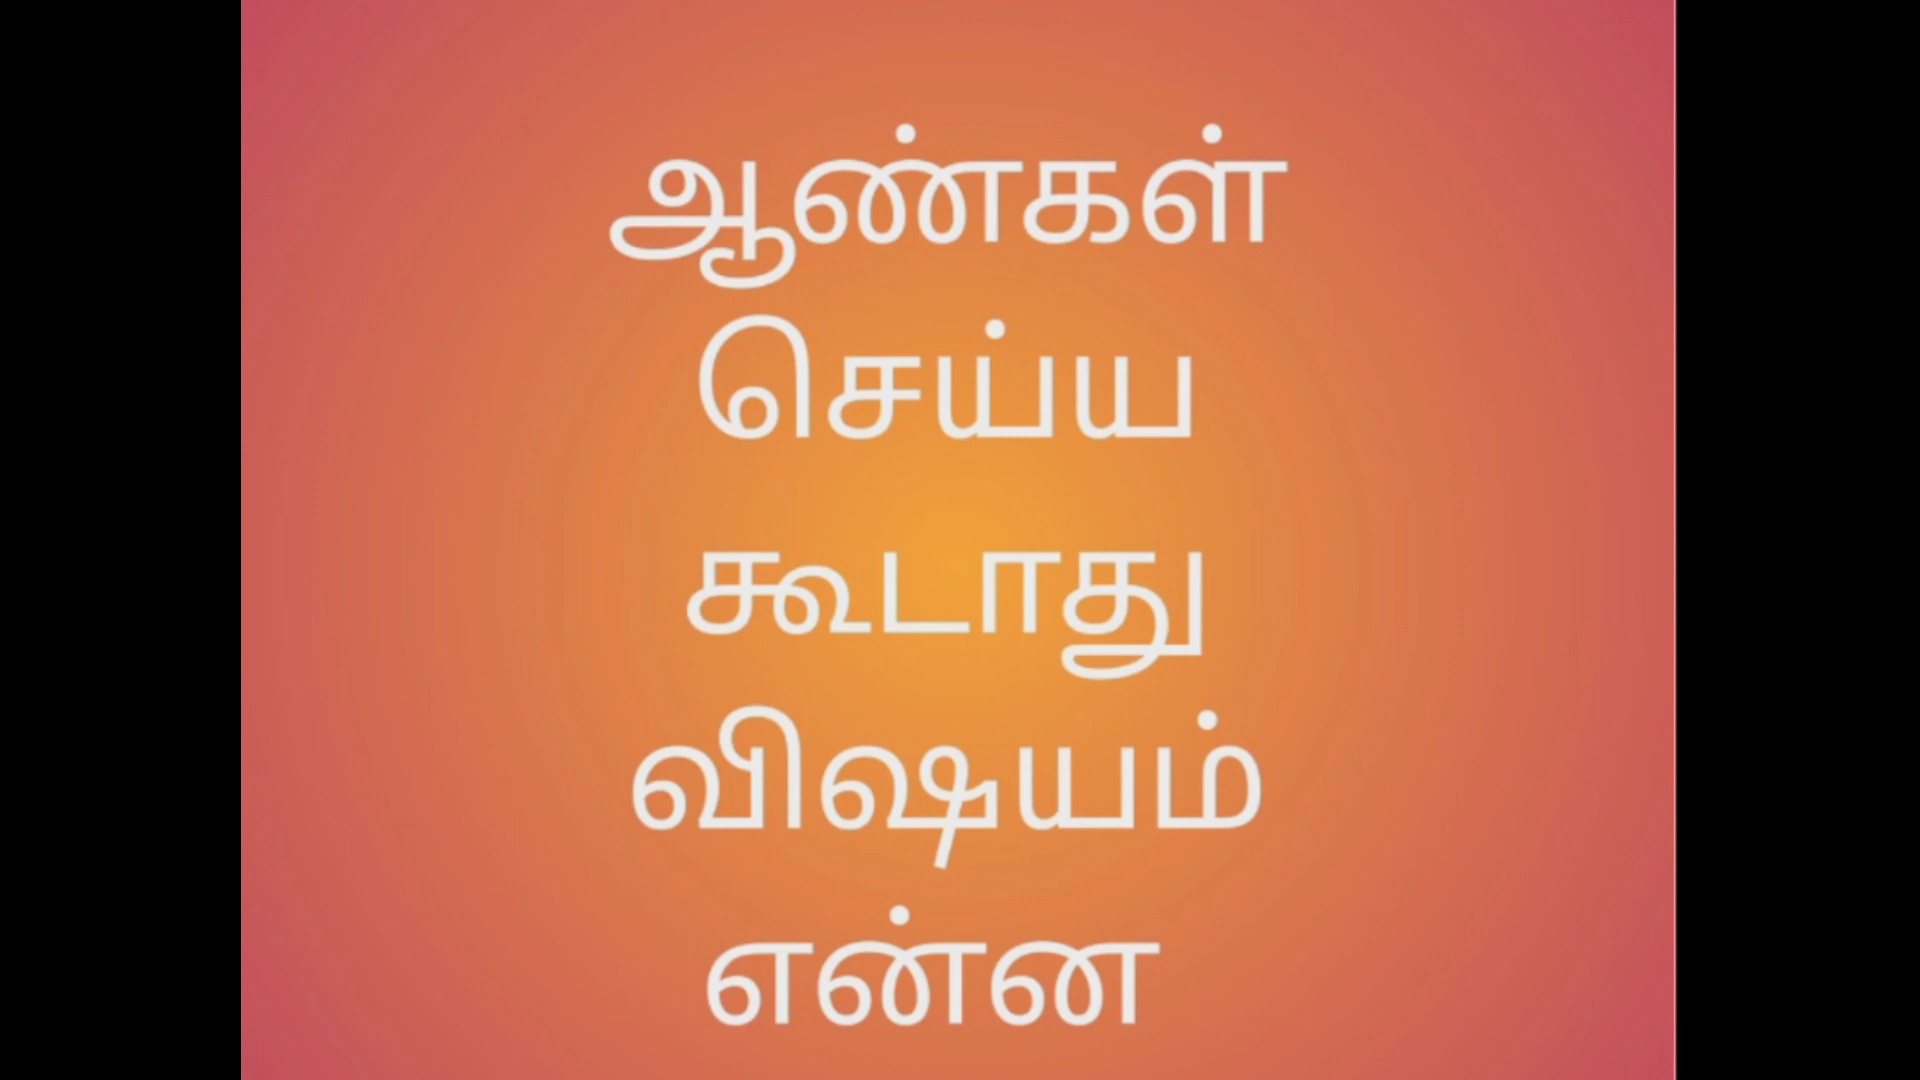 ஆண்கள்
செய்ய
கூடாது
விஷயம்
என்ன